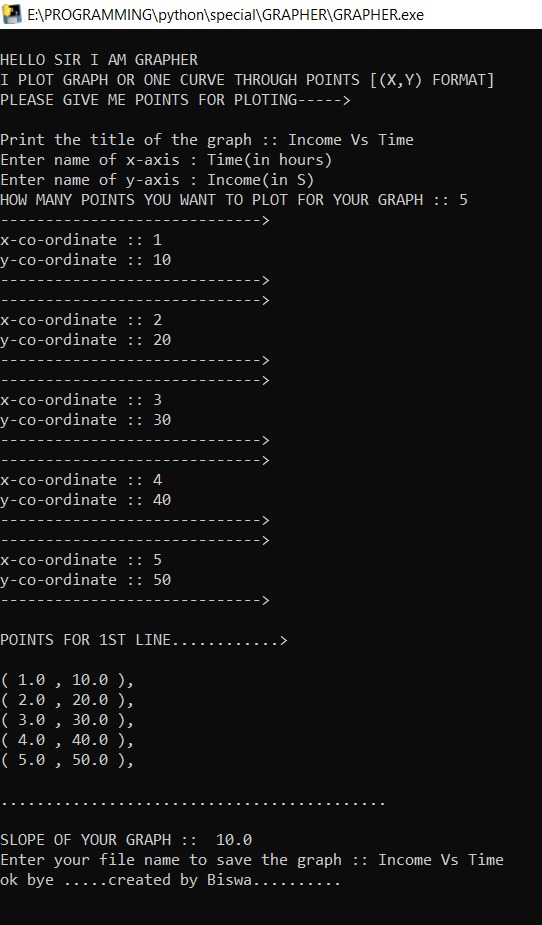 E:\PROGRAMMING\python\special\GRAPHER\GRAPHER.exe
HELLO SIR I AM GRAPHER
I PLOT GRAPH OR ONE CURVE THROUGH POINTS [(X,Y) FORMAT]
PLEASE GIVE ME POINTS FOR PLOTING----->
Print the title of the graph :: Income Vs Time
Enter name of x-axis : Time(in hours)
Enter name of y-axis : Income(in S)
HOW MANY POINTS YOU WANT TO PLOT FOR YOUR GRAPH :: 5
----------------------------->
x-co-ordinate :: 1
y-co-ordinate :: 10
----------------------------->
----------------------------->
x-co-ordinate :: 2
y-co-ordinate :: 20
----------------------------->
----------------------------->
x-co-ordinate :: 3
y-co-ordinate :: 30
----------------------------->
----------------------------->
x-co-ordinate :: 4
y-co-ordinate :: 40
----------------------------->
----------------------------->
x-co-ordinate :: 5
y-co-ordinate :: 50
----------------------------->
POINTS FOR 1ST LINE............>
( 1.0 , 10.0 ),
( 2.0 , 20.0 ),
( 3.0 , 30.0 ),
( 4.0 , 40.0 ),
( 5.0 , 50.0 ),
...........................................
SLOPE OF YOUR GRAPH ::  10.0
Enter your file name to save the graph :: Income Vs Time
ok bye .....created by Biswa..........